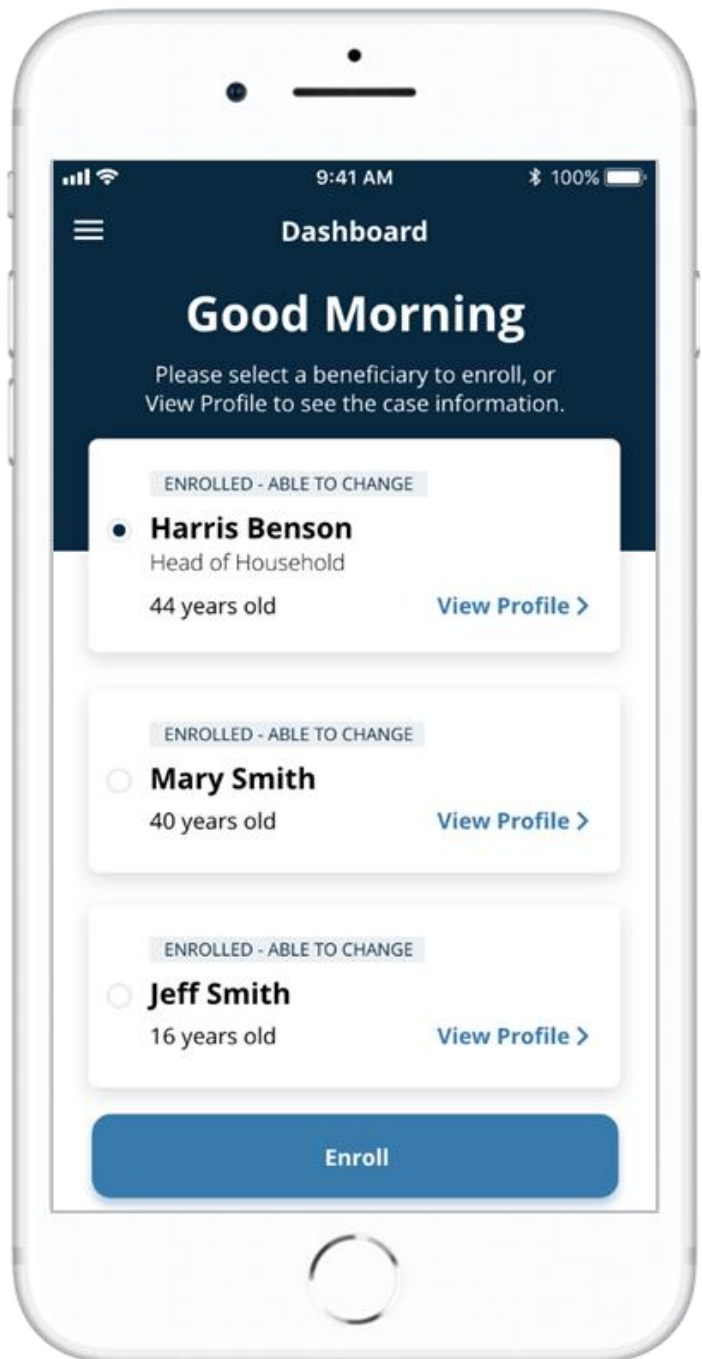 9:41 AM 100%
Dashboard
Good Morning
Please select a beneficiary to enroll, or
View Profile to see the case information.
ENROLLED - ABLE TO CHANGE
Harris Benson
Head of Household
44 years old View Profile >
ENROLLED - ABLE TO CHANGE
Mary Smith
40 years old View Profile >
ENROLLED - ABLE TO CHANGE
Jeff Smith
16 years old View Profile >
Enroll